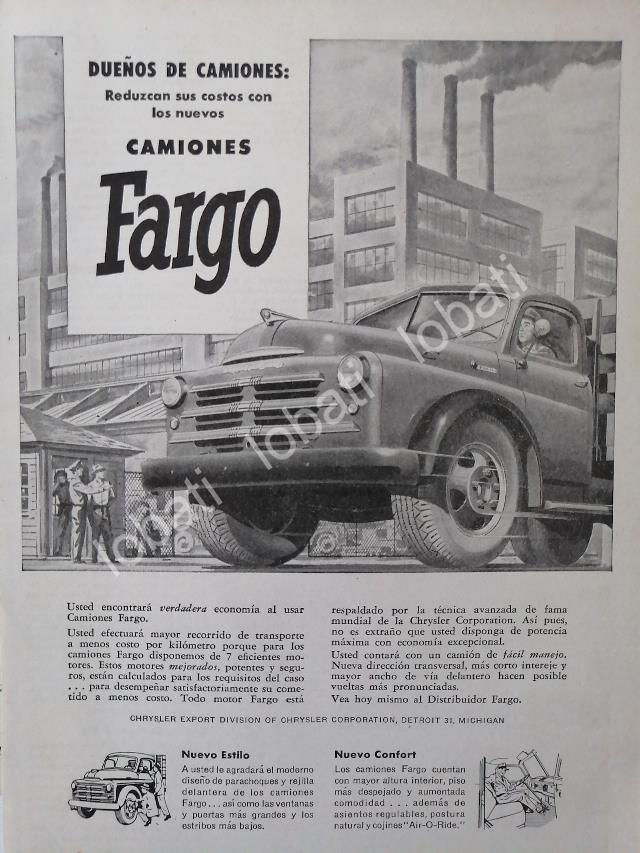 DUEÑOS DE CAMIONES:
Reduzcan sus costos con
los nuevos
CAMIONES
Fargo
lobati lobati
lobati lobati
lobati lobati
Usted encontrará verdadera economía al usar
Camiones Fargo.
Usted efectuará mayor recorrido de transporte
a menos costo por kilómetro porque para los
camiones Fargo disponemos de 7 eficientes mo-
tores. Estos motores mejorados, potentes y segu-
ros, están calculados para los requisitos del caso
. . . para desempeñar satisfactoriamente su come-
tido a menos costo. Todo motor Fargo está
respaldado por la técnica avanzada de fama
mundial de la Chrysler Corporation. Así pues,
no es extraño que usted disponga de potencia
máxima con economía excepcional.
Usted contará con un camión de fácil manejo.
Nueva dirección transversal, más corto intereje y
mayor ancho de vía delantero hacen posible
vueltas más pronunciadas.
Vea hoy mismo al Distribuidor Fargo.
CHRYSLER EXPORT DIVISION OF CHRYSLER CORPORATION, DETROIT 31, MICHIGAN
Nuevo Estilo
A usted le agradará el moderno
diseño de parachoques y rejilla
delantera de los camiones
Fargo . . . así como las ventanas
y puertas más grandes y los
estribos más bajos.
Nuevo Confort
Los camiones Fargo cuentan
con mayor altura interior, piso
más despejado y aumentada
comodidad . . . además de
asientos regulables, postura
natural y cojines "Air-O-Ride."